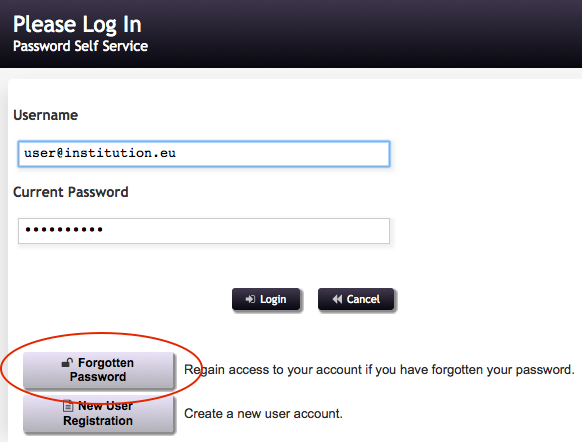 Please Log In
Password Self Service
Username
user@institution.eu
Current Password
••••••••••
Login
Cancel
Forgotten
Password
Regain access to your account if you have forgotten your password.
New User
Registration
Create a new user account.